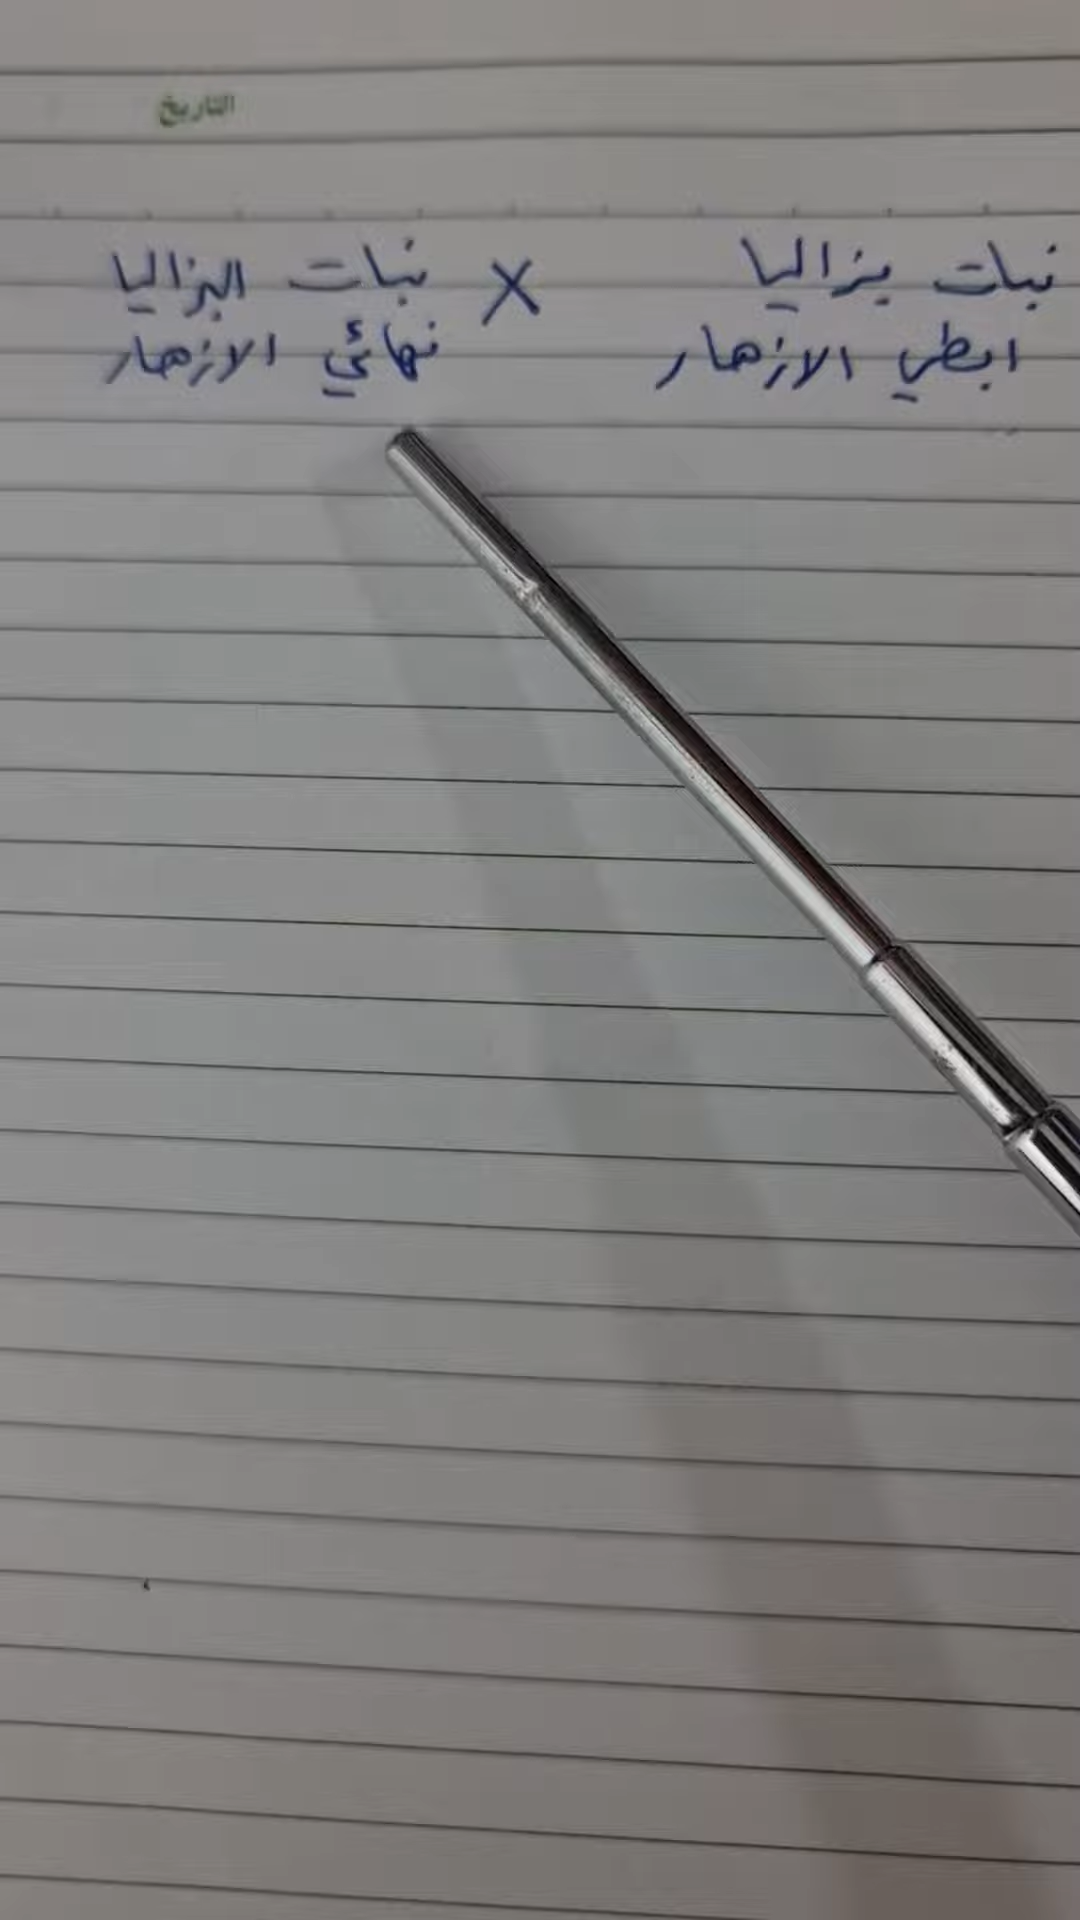 التاريخ
نبات بزاليا × نبات البزاليا
ابطي الازهار نهائي الازهار